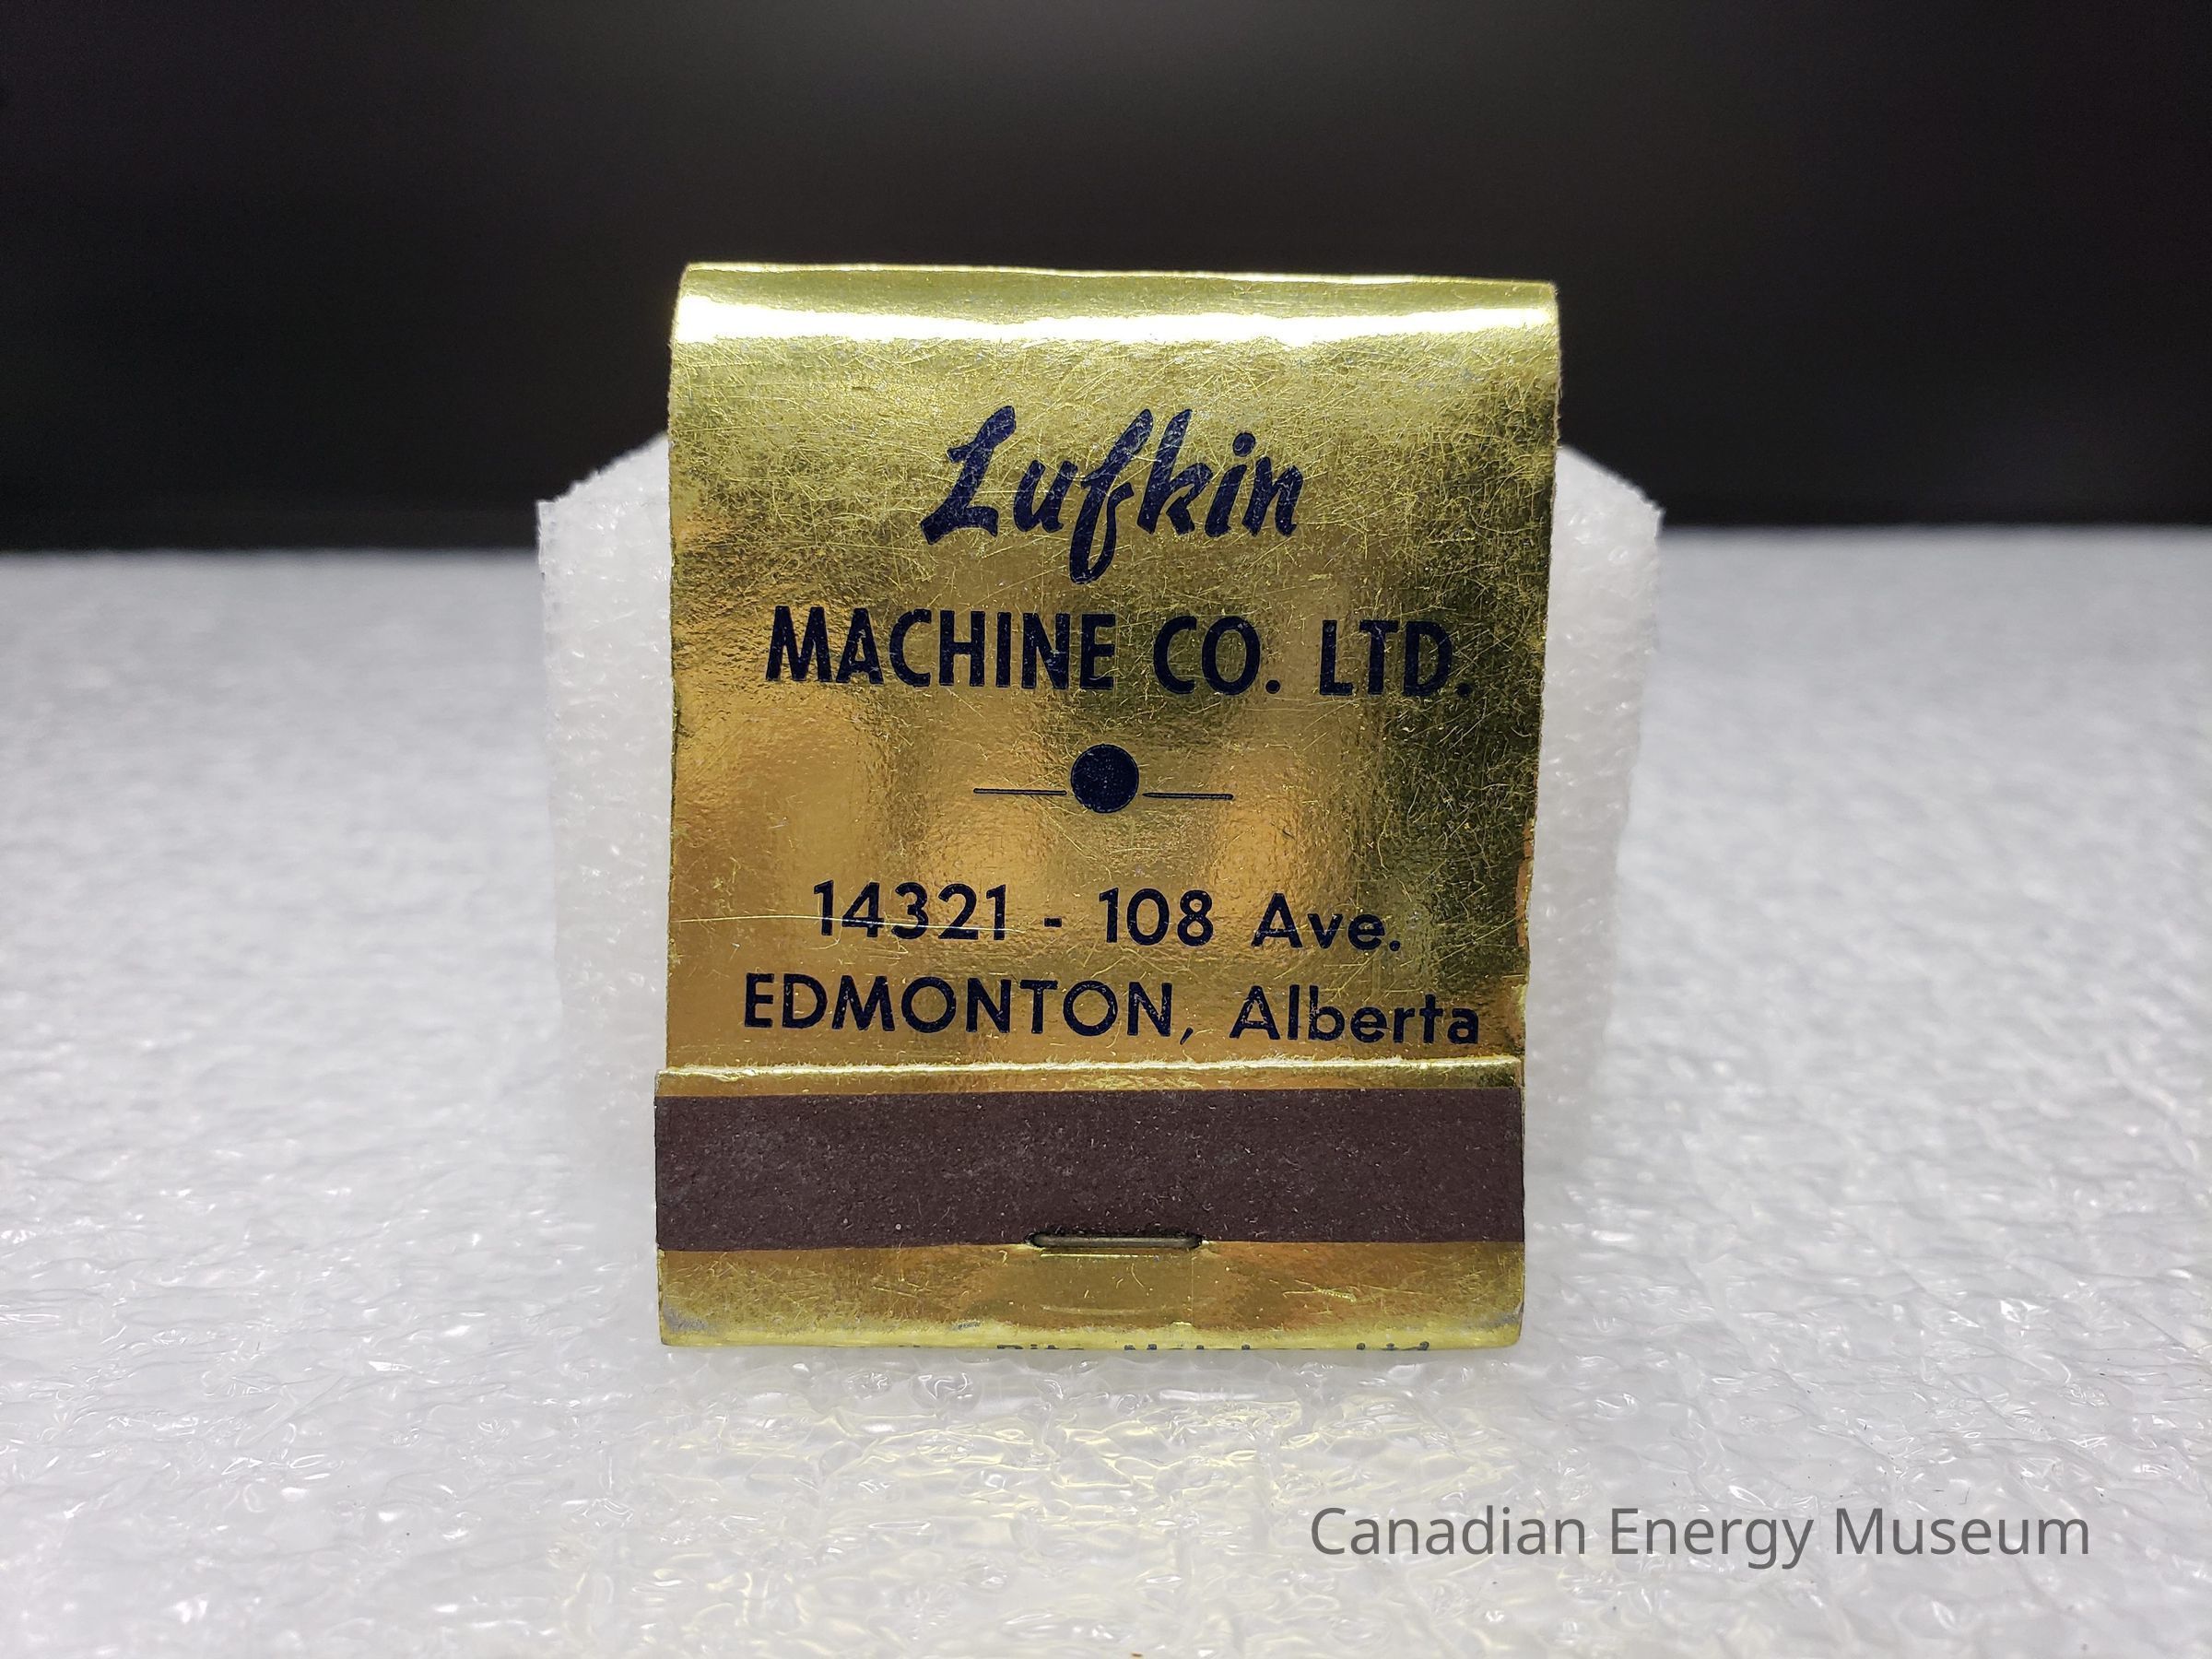 Lufkin
MACHINE CO. LTD.
14321 - 108 Ave.
EDMONTON, Alberta
Canadian Energy Museum